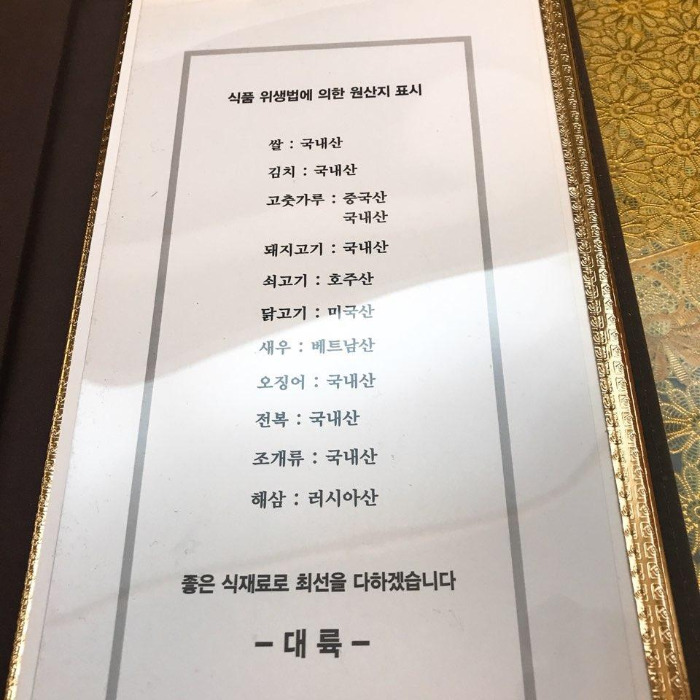 식품 위생법에 의한 원산지 표시
쌀 : 국내산
김치 : 국내산
고춧가루 : 중국산
국내산
돼지고기 : 국내산
쇠고기 : 호주산
닭고기 : 미국산
새우 : 베트남산
오징어 : 국내산
전복 : 국내산
조개류 : 국내산
해삼 : 러시아산
좋은 식재료로 최선을 다하겠습니다
– 대륙 –